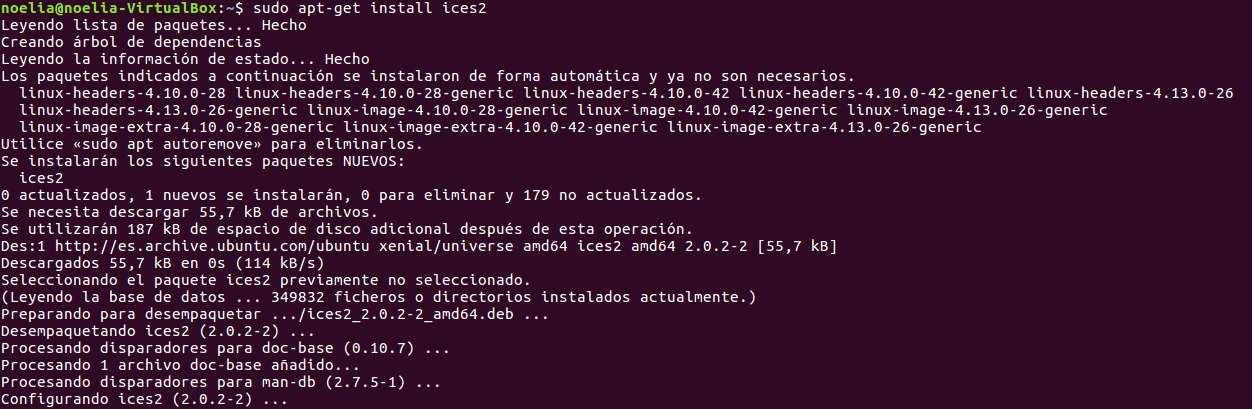 noelia@noelia-VirtualBox:~$ sudo apt-get install ices2
Leyendo lista de paquetes... Hecho
Creando árbol de dependencias
Leyendo la información de estado... Hecho
Los paquetes indicados a continuación se instalaron de forma automática y ya no son necesarios.
linux-headers-4.10.0-28 linux-headers-4.10.0-28-generic linux-headers-4.10.0-42 linux-headers-4.10.0-42-generic linux-headers-4.13.0-26
linux-headers-4.13.0-26-generic linux-image-4.10.0-28-generic linux-image-4.10.0-42-generic linux-image-4.13.0-26-generic
linux-image-extra-4.10.0-28-generic linux-image-extra-4.10.0-42-generic linux-image-extra-4.13.0-26-generic
Utilice «sudo apt autoremove» para eliminarlos.
Se instalarán los siguientes paquetes NUEVOS:
ices2
0 actualizados, 1 nuevos se instalarán, 0 para eliminar y 179 no actualizados.
Se necesita descargar 55,7 kB de archivos.
Se utilizarán 187 kB de espacio de disco adicional después de esta operación.
Des:1 http://es.archive.ubuntu.com/ubuntu xenial/universe amd64 ices2 amd64 2.0.2-2 [55,7 kB]
Descargados 55,7 kB en 0s (114 kB/s)
Seleccionando el paquete ices2 previamente no seleccionado.
(Leyendo la base de datos ... 349832 ficheros o directorios instalados actualmente.)
Preparando para desempaquetar .../ices2_2.0.2-2_amd64.deb ...
Desempaquetando ices2 (2.0.2-2) ...
Procesando disparadores para doc-base (0.10.7) ...
Procesando 1 archivo doc-base añadido...
Procesando disparadores para man-db (2.7.5-1) ...
Configurando ices2 (2.0.2-2) ...